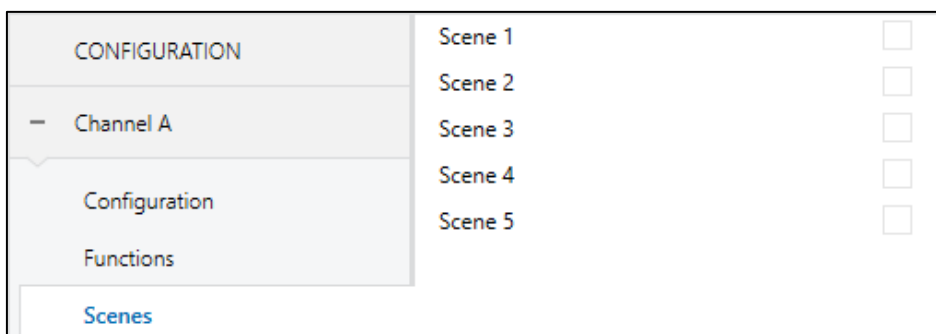 CONFIGURATION
− Channel A
Configuration
Functions
Scenes
Scene 1
Scene 2
Scene 3
Scene 4
Scene 5